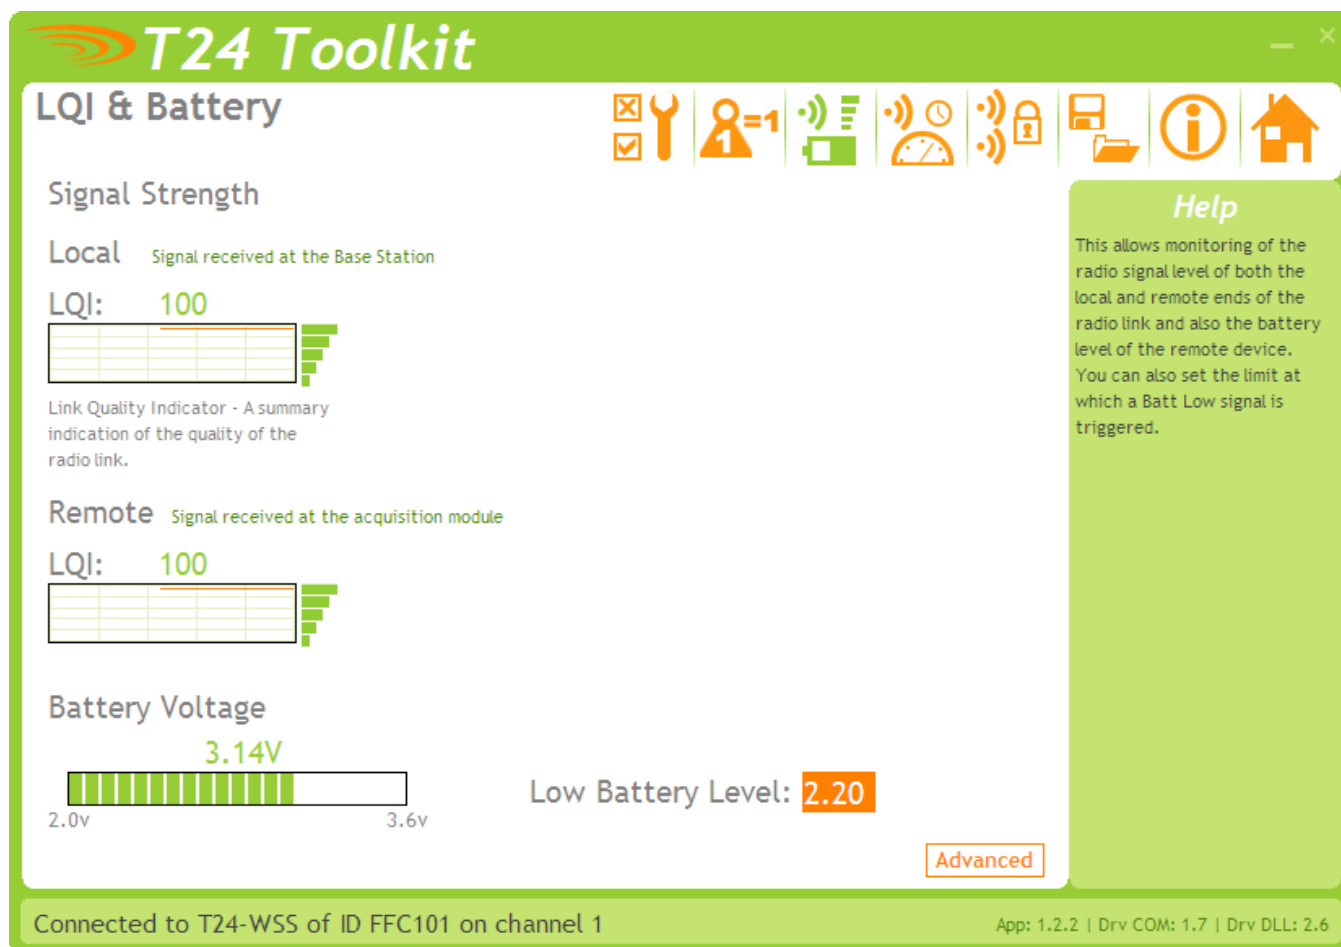 T24 Toolkit
LQI & Battery
=1
1
Signal Strength
Local Signal received at the Base Station
LQI: 100
Link Quality Indicator - A summary
indication of the quality of the
radio link.
Remote Signal received at the acquisition module
LQI: 100
Battery Voltage
3.14V
2.0v 3.6v
Low Battery Level: 2.20
Advanced
Help
This allows monitoring of the
radio signal level of both the
local and remote ends of the
radio link and also the battery
level of the remote device.
You can also set the limit at
which a Batt Low signal is
triggered.
Connected to T24-WSS of ID FFC101 on channel 1
App: 1.2.2 | Drv COM: 1.7 | Drv DLL: 2.6